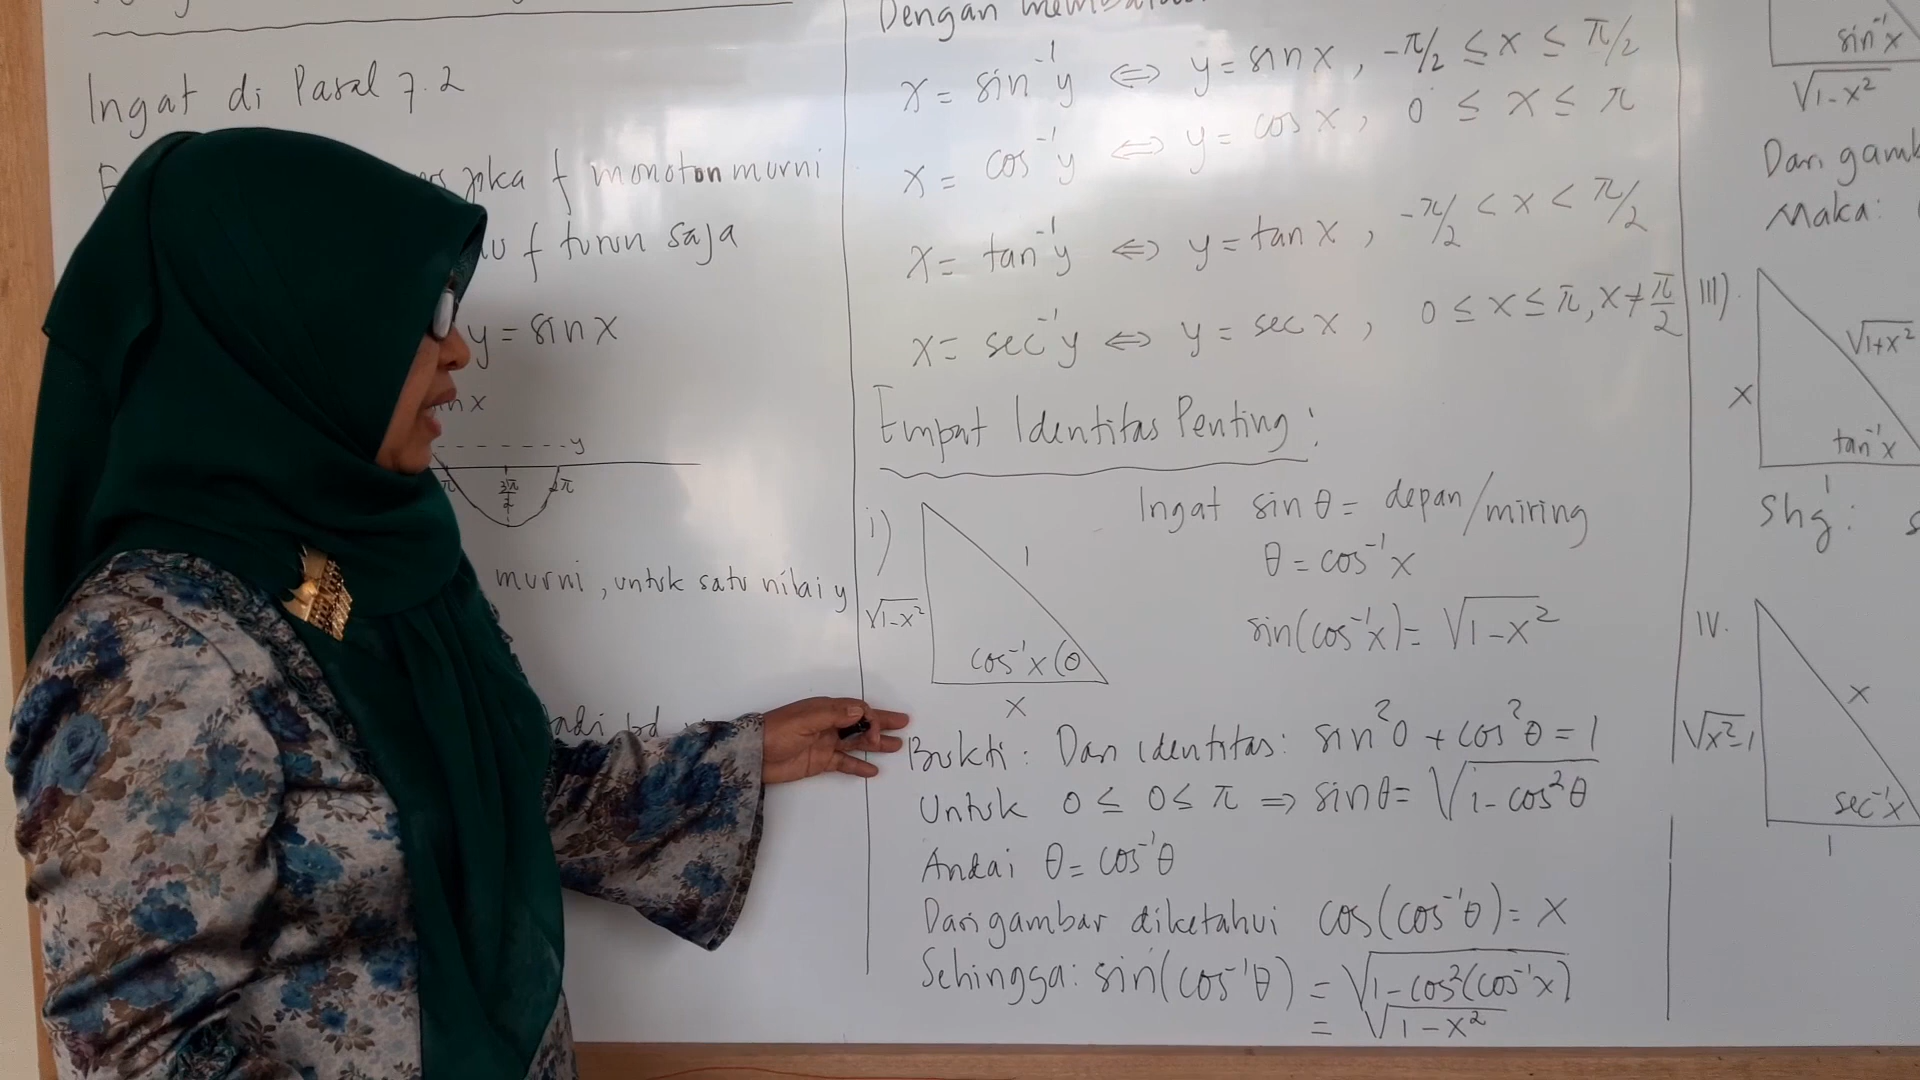 Ingat di Pasal 7.2
jika f monoton murni
f turun saja
y = sin x
x
y
π 3π/2 2π
murni, untuk satu nilai y
Dengan
x = sin⁻¹y ⇔ y = sin x, -π/2 ≤ x ≤ π/2
x = cos⁻¹y ⇔ y = cos x, 0 ≤ x ≤ π
x = tan⁻¹y ⇔ y = tan x, -π/2 < x < π/2
x = sec⁻¹y ⇔ y = sec x, 0 ≤ x ≤ π, x ≠ π/2
Empat Identitas Penting :
i)
1
√1-x²
cos⁻¹x (θ
x
Ingat sin θ = depan/miring
θ = cos⁻¹x
sin(cos⁻¹x) = √1-x²
Bukti : Dari identitas: sin²θ + cos²θ = 1
Untuk 0 ≤ θ ≤ π ⇒ sin θ = √1-cos²θ
Andai θ = cos⁻¹θ
Dari gambar diketahui cos(cos⁻¹θ) = x
Sehingga: sin(cos⁻¹θ) = √1-cos²(cos⁻¹x)
= √1-x²
sin⁻¹x
√1-x²
Dari
Maka:
III).
√1+x²
x
tan⁻¹x
1
Shg :
IV.
x
√x²-1
sec⁻¹x
1